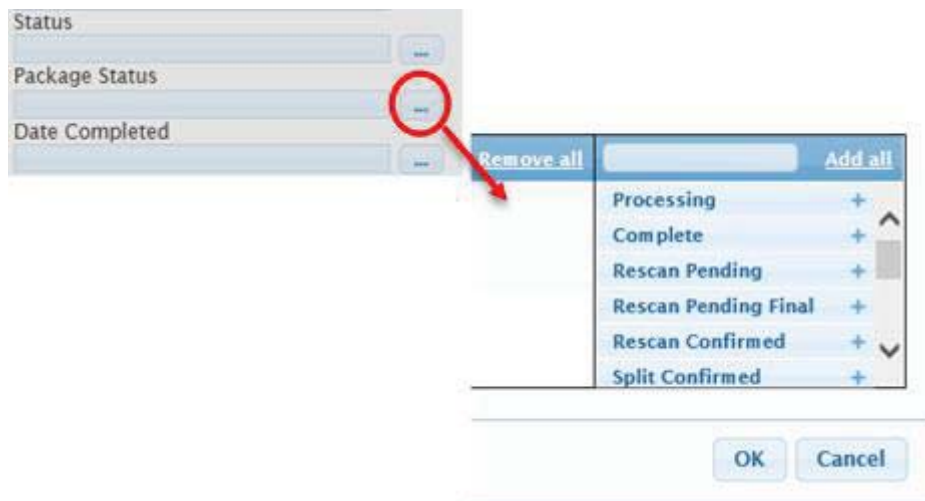 Status
...
Package Status
...
Date Completed
...
Remove all
Add all
Processing +
Complete +
Rescan Pending +
Rescan Pending Final +
Rescan Confirmed +
Split Confirmed +
OK
Cancel